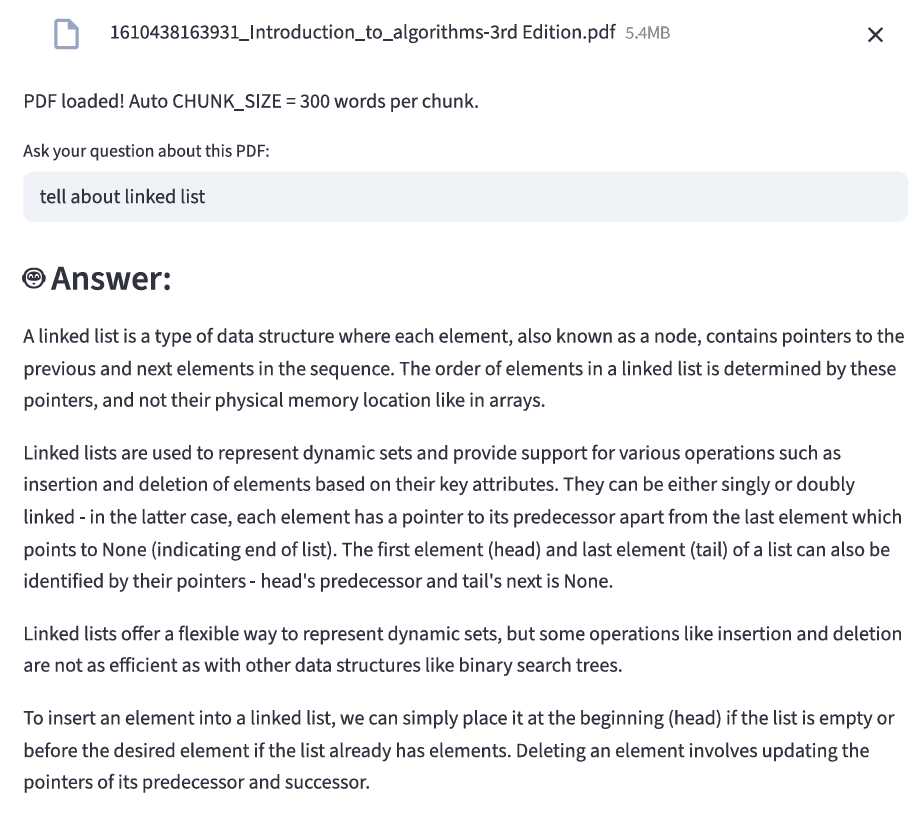 1610438163931_Introduction_to_algorithms-3rd Edition.pdf 5.4MB
PDF loaded! Auto CHUNK_SIZE = 300 words per chunk.
Ask your question about this PDF:
tell about linked list
Answer:
A linked list is a type of data structure where each element, also known as a node, contains pointers to the
previous and next elements in the sequence. The order of elements in a linked list is determined by these
pointers, and not their physical memory location like in arrays.
Linked lists are used to represent dynamic sets and provide support for various operations such as
insertion and deletion of elements based on their key attributes. They can be either singly or doubly
linked - in the latter case, each element has a pointer to its predecessor apart from the last element which
points to None (indicating end of list). The first element (head) and last element (tail) of a list can also be
identified by their pointers - head's predecessor and tail's next is None.
Linked lists offer a flexible way to represent dynamic sets, but some operations like insertion and deletion
are not as efficient as with other data structures like binary search trees.
To insert an element into a linked list, we can simply place it at the beginning (head) if the list is empty or
before the desired element if the list already has elements. Deleting an element involves updating the
pointers of its predecessor and successor.